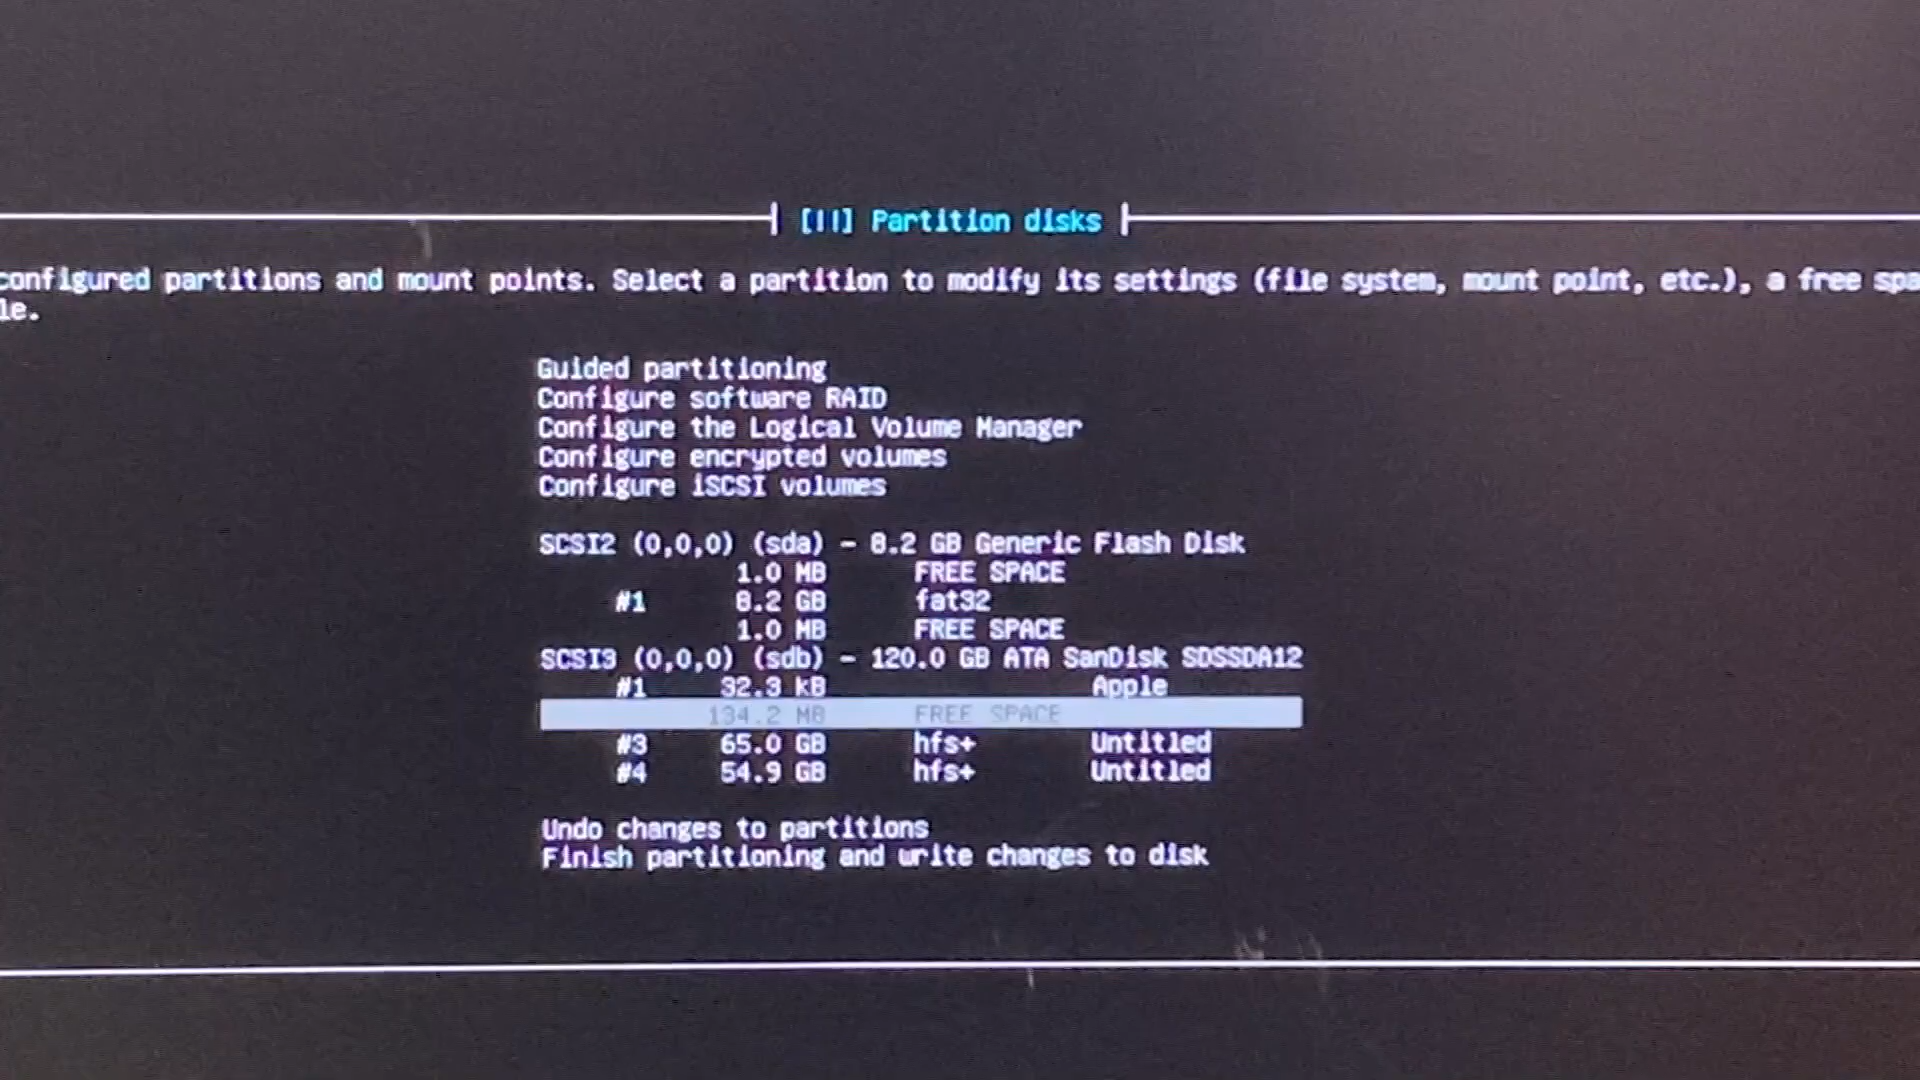 [!!] Partition disks
configured partitions and mount points. Select a partition to modify its settings (file system, mount point, etc.), a free spa
le.
Guided partitioning
Configure software RAID
Configure the Logical Volume Manager
Configure encrypted volumes
Configure iSCSI volumes
SCSI2 (0,0,0) (sda) - 8.2 GB Generic Flash Disk
1.0 MB FREE SPACE
#1 8.2 GB fat32
1.0 MB FREE SPACE
SCSI3 (0,0,0) (sdb) - 120.0 GB ATA SanDisk SDSSDA12
#1 32.3 kB Apple
134.2 MB FREE SPACE
#3 65.0 GB hfs+ Untitled
#4 54.9 GB hfs+ Untitled
Undo changes to partitions
Finish partitioning and write changes to disk